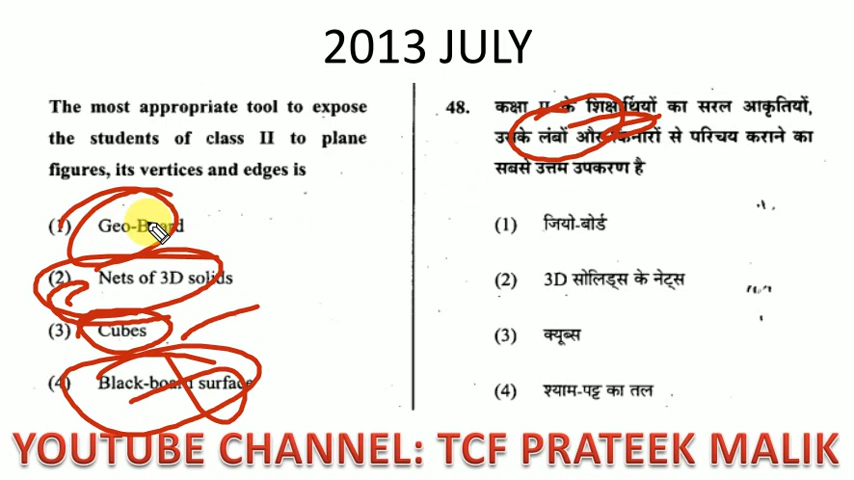 2013 JULY
The most appropriate tool to expose
the students of class II to plane
figures, its vertices and edges is
(1) Geo-Board
(2) Nets of 3D solids
(3) Cubes
(4) Black-board surface
48. कक्षा II के शिक्षार्थियों का सरल आकृतियों,
उसके लंबों और किनारों से परिचय कराने का
सबसे उत्तम उपकरण है
(1) जियो-बोर्ड
(2) 3D सोलिड्स के नेट्स
(3) क्यूब्स
(4) श्याम-पट्ट का तल
YOUTUBE CHANNEL: TCF PRATEEK MALIK